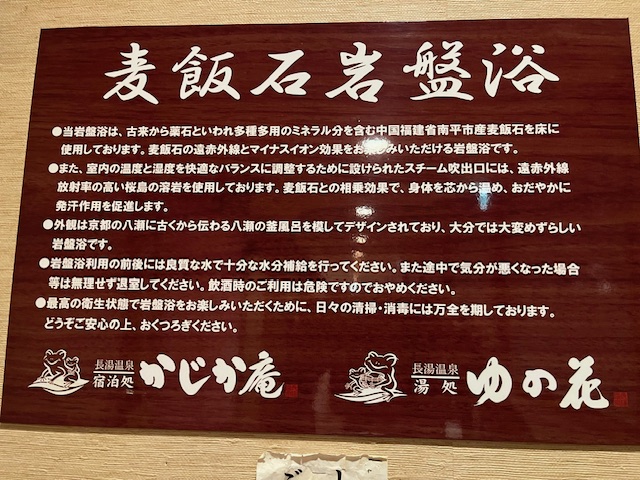 麦飯石岩盤浴
●当岩盤浴は、古来から薬石といわれ多種多用のミネラル分を含む中国福建省南平市産麦飯石を床に
使用しております。麦飯石の遠赤外線とマイナスイオン効果をお楽しみいただける岩盤浴です。
●また、室内の温度と湿度を快適なバランスに調整するために設けられたスチーム吹出口には、遠赤外線
放射率の高い桜島の溶岩を使用しております。麦飯石との相乗効果で、身体を芯から温め、おだやかに
発汗作用を促進します。
●外観は京都の八瀬に古くから伝わる八瀬の釜風呂を模してデザインされており、大分では大変めずらしい
岩盤浴です。
●岩盤浴利用の前後には良質な水で十分な水分補給を行ってください。また途中で気分が悪くなった場合
等は無理せず退室してください。飲酒時のご利用は危険ですのでおやめください。
●最高の衛生状態で岩盤浴をお楽しみいただくために、日々の清掃・消毒には万全を期しております。
どうぞご安心の上、おくつろぎください。
長湯温泉
宿泊処
かじか庵
長湯温泉
湯処
ゆの花